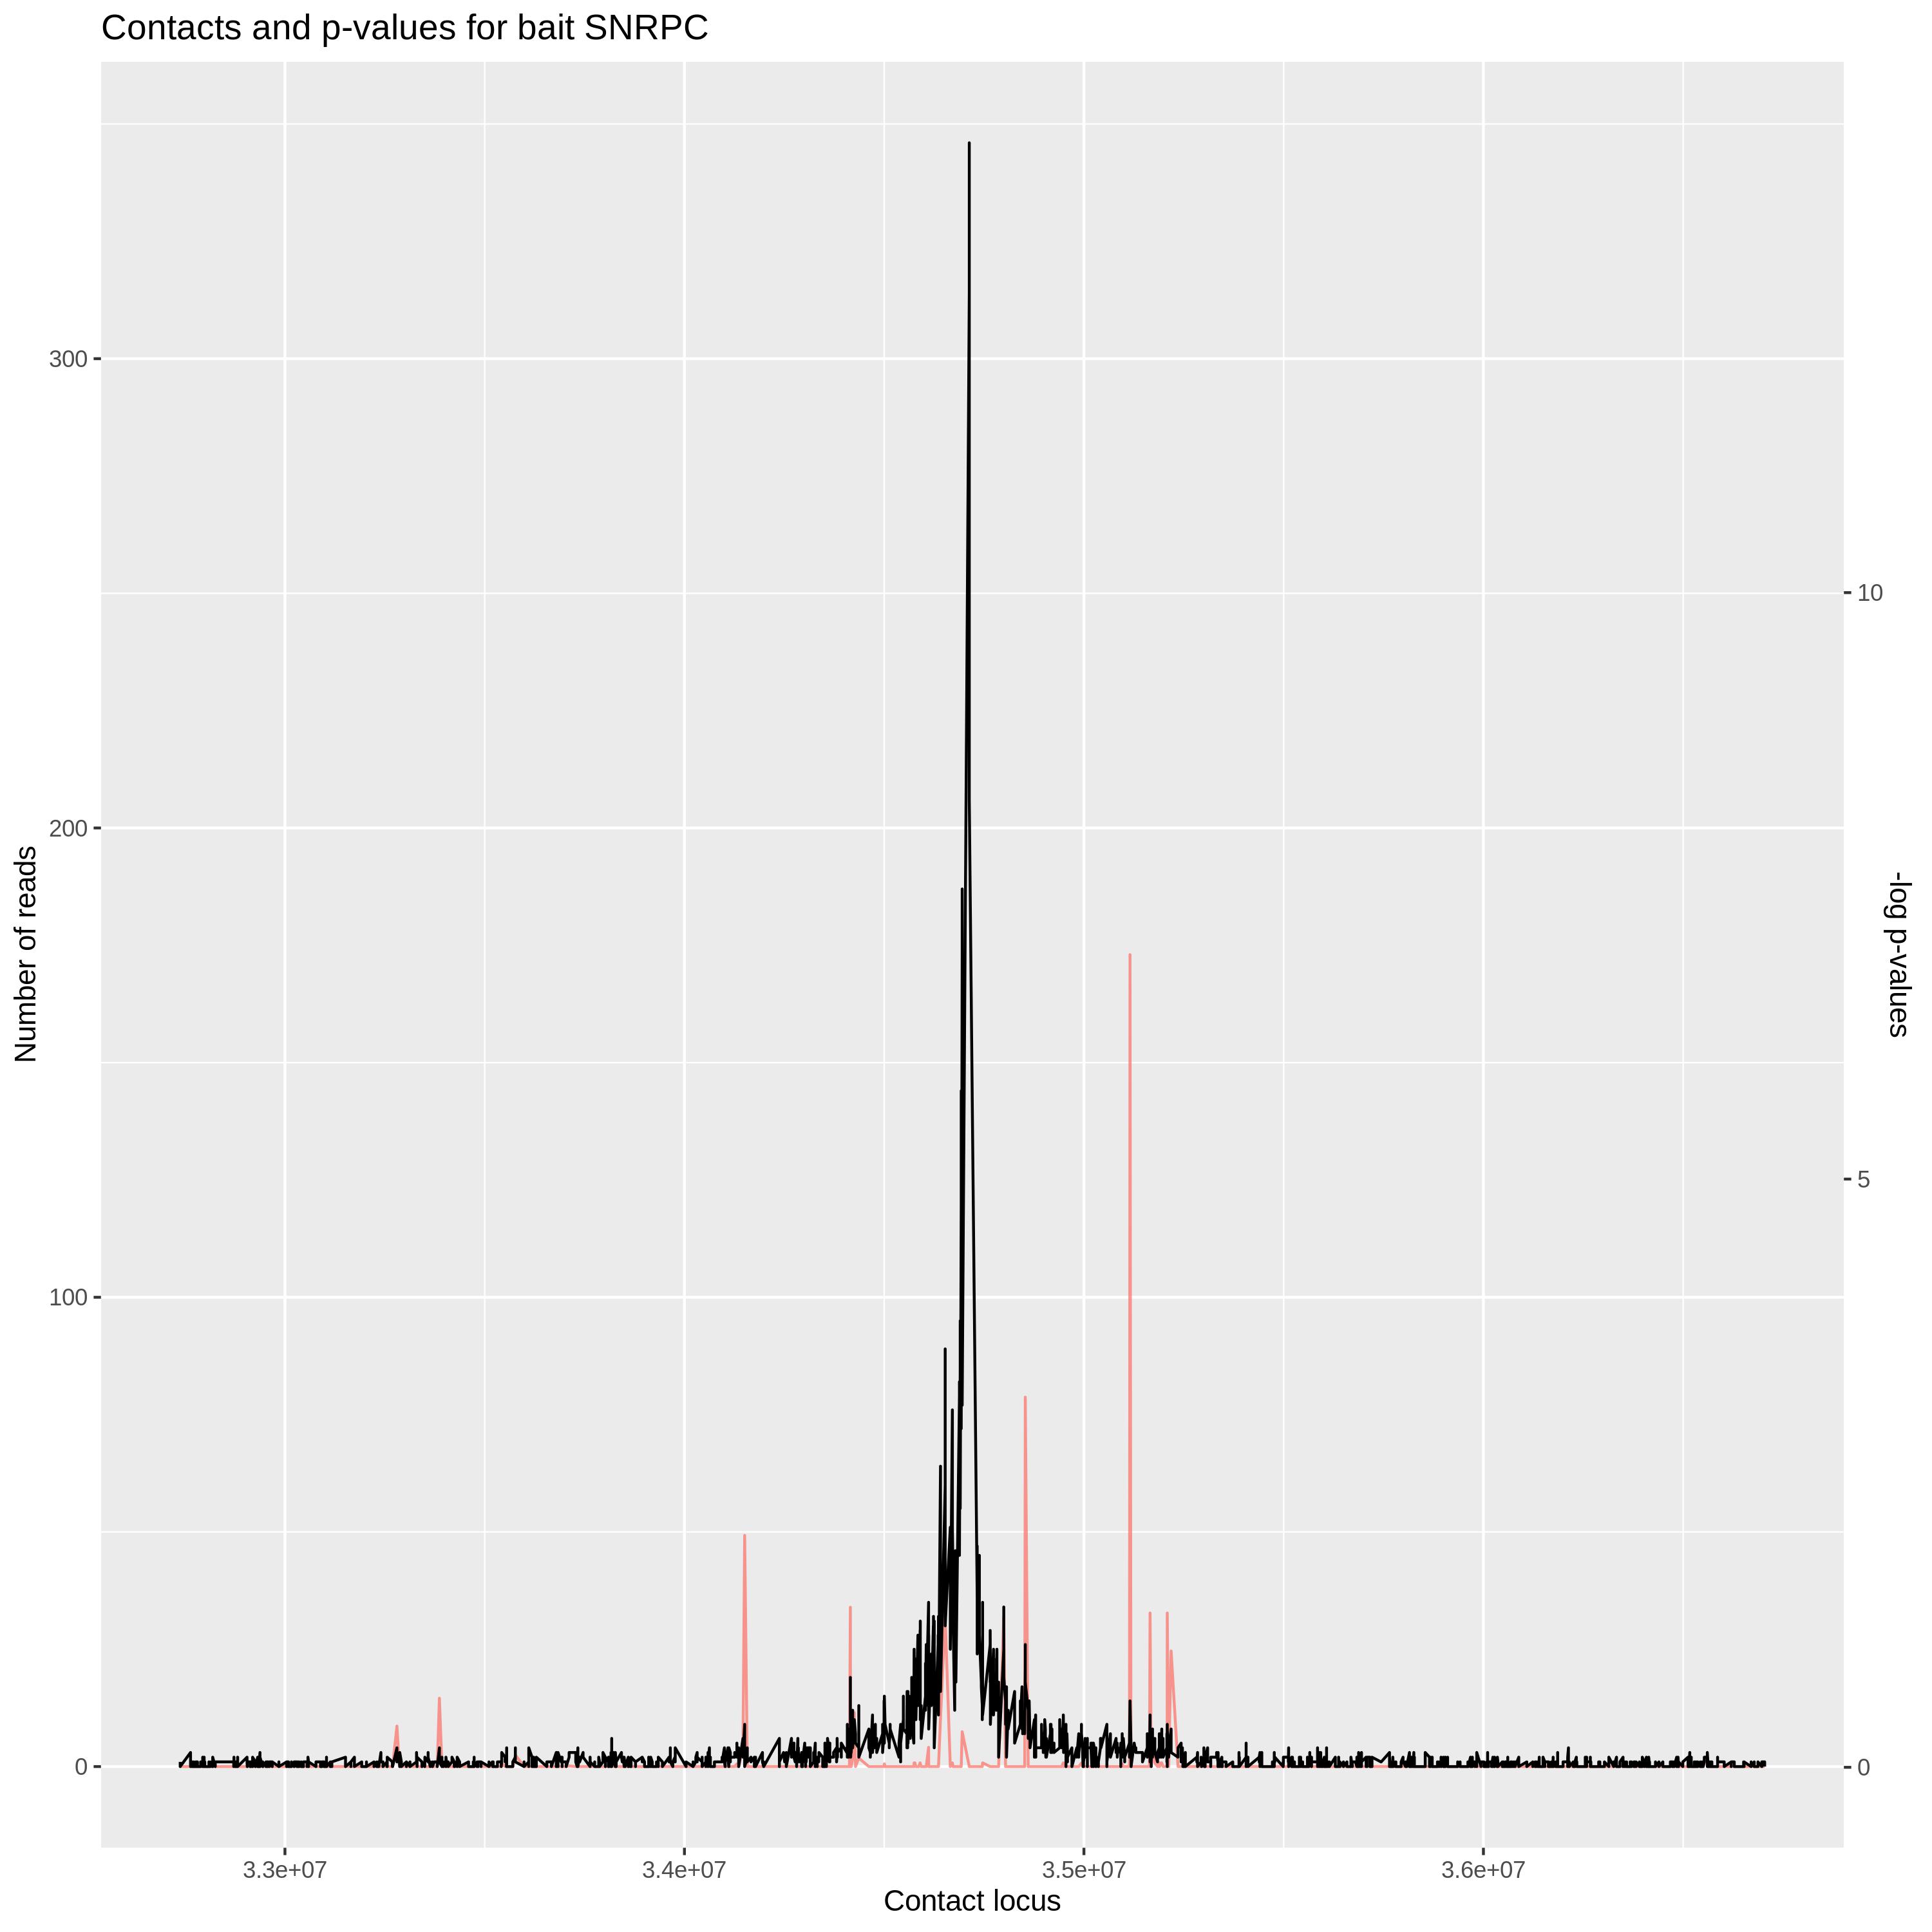 Contacts and p-values for bait SNRPC
300
200
100
0
Number of reads
10
5
0
-log p-values
3.3e+07
3.4e+07
3.5e+07
3.6e+07
Contact locus